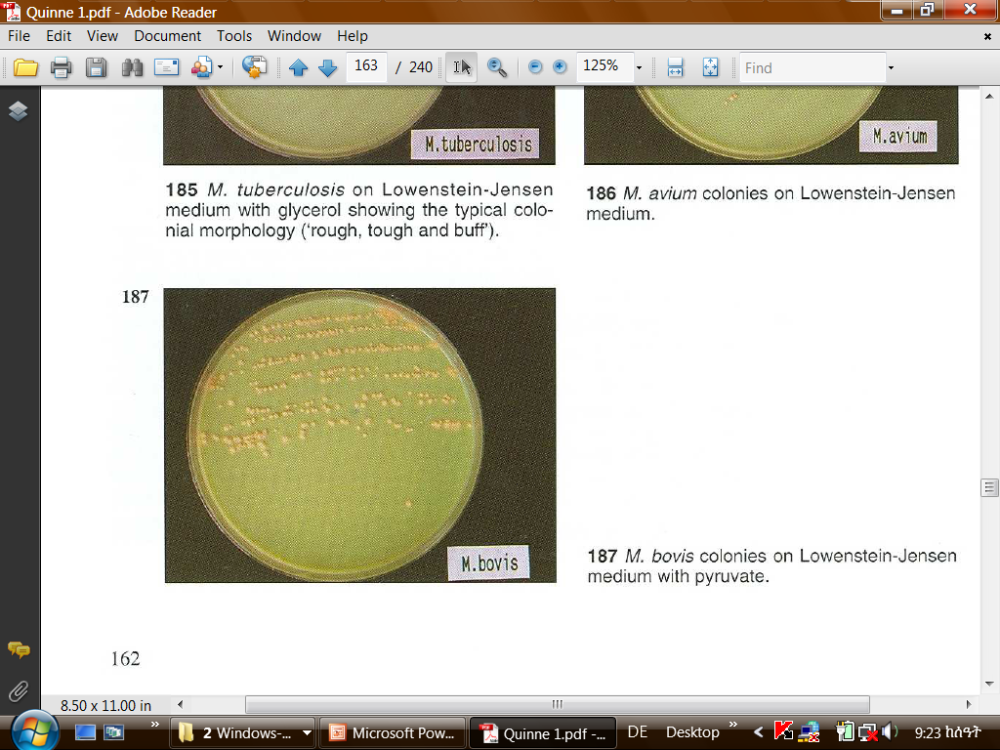 Quinne 1.pdf - Adobe Reader
File Edit View Document Tools Window Help
163 / 240 125% Find
M.tuberculosis
M.avium
185 M. tuberculosis on Lowenstein-Jensen
medium with glycerol showing the typical colo-
nial morphology (‘rough, tough and buff’).
186 M. avium colonies on Lowenstein-Jensen
medium.
187
M.bovis
187 M. bovis colonies on Lowenstein-Jensen
medium with pyruvate.
162
8.50 x 11.00 in
2 Windows-... Microsoft Pow... Quinne 1.pdf -... DE Desktop » 9:23 ከሰዓት